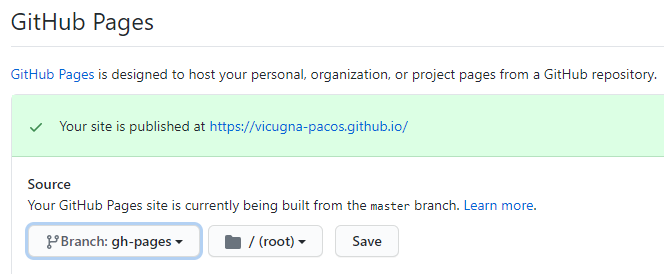 GitHub Pages
GitHub Pages is designed to host your personal, organization, or project pages from a GitHub repository.
Your site is published at https://vicugna-pacos.github.io/
Source
Your GitHub Pages site is currently being built from the master branch. Learn more.
Branch: gh-pages / (root) Save